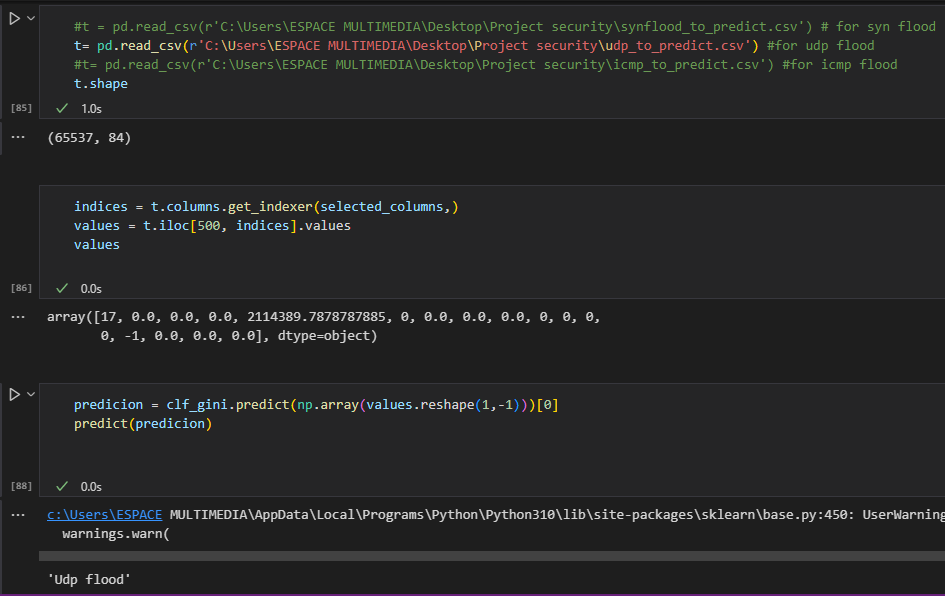 #t = pd.read_csv(r'C:\Users\ESPACE MULTIMEDIA\Desktop\Project security\synflood_to_predict.csv') # for syn flood
t= pd.read_csv(r'C:\Users\ESPACE MULTIMEDIA\Desktop\Project security\udp_to_predict.csv') #for udp flood
#t= pd.read_csv(r'C:\Users\ESPACE MULTIMEDIA\Desktop\Project security\icmp_to_predict.csv') #for icmp flood
t.shape
[85] ✓ 1.0s
... (65537, 84)
indices = t.columns.get_indexer(selected_columns,)
values = t.iloc[500, indices].values
values
[86] ✓ 0.0s
... array([17, 0.0, 0.0, 0.0, 2114389.7878787885, 0, 0.0, 0.0, 0.0, 0, 0, 0,
0, -1, 0.0, 0.0, 0.0], dtype=object)
predicion = clf_gini.predict(np.array(values.reshape(1,-1)))[0]
predict(predicion)
[88] ✓ 0.0s
... c:\Users\ESPACE MULTIMEDIA\AppData\Local\Programs\Python\Python310\lib\site-packages\sklearn\base.py:450: UserWarning
warnings.warn(
'Udp flood'